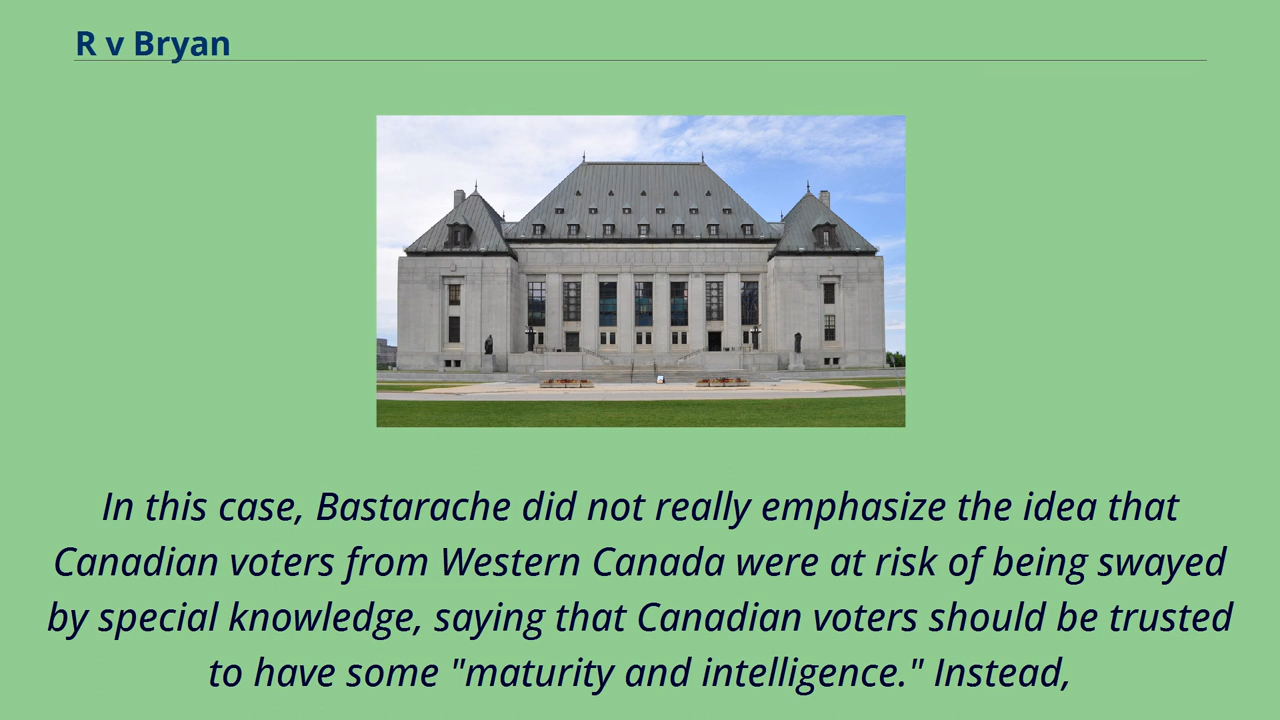 R v Bryan
In this case, Bastarache did not really emphasize the idea that
Canadian voters from Western Canada were at risk of being swayed
by special knowledge, saying that Canadian voters should be trusted
to have some "maturity and intelligence." Instead,